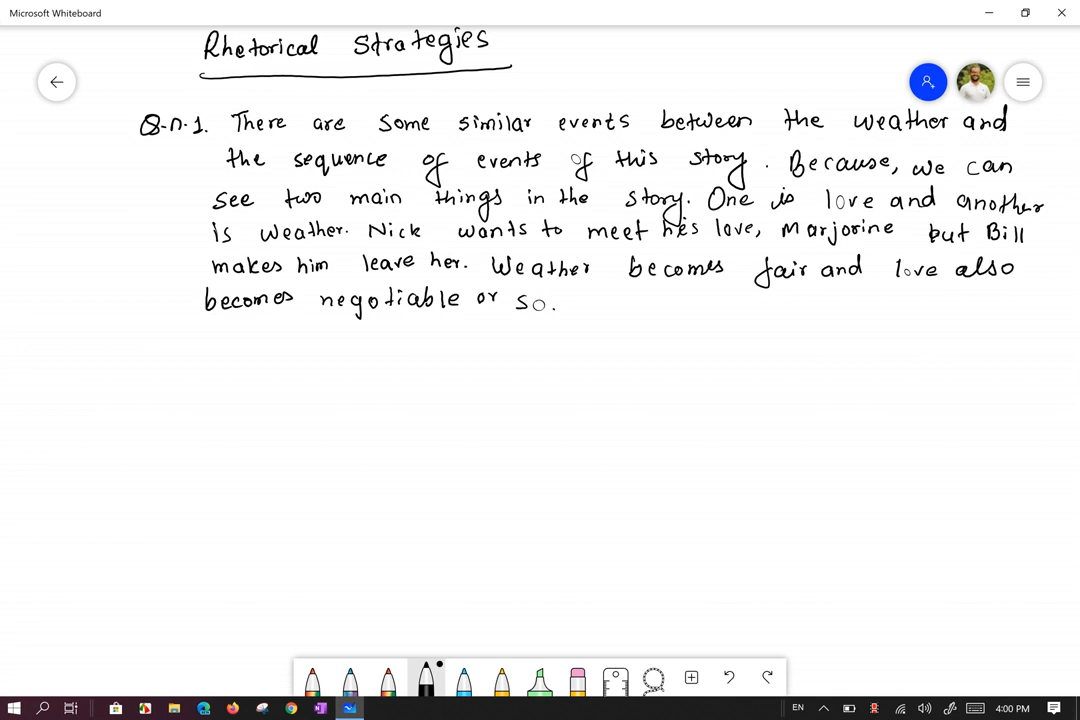 Microsoft Whiteboard
Rhetorical Strategies
Q.n.1. There are some similar events between the weather and
the sequence of events of this story. Because, we can
see two main things in the story. One is love and another
is weather. Nick wants to meet his love, Marjorine but Bill
makes him leave her. Weather becomes fair and love also
becomes negotiable or so.
EN
4:00 PM